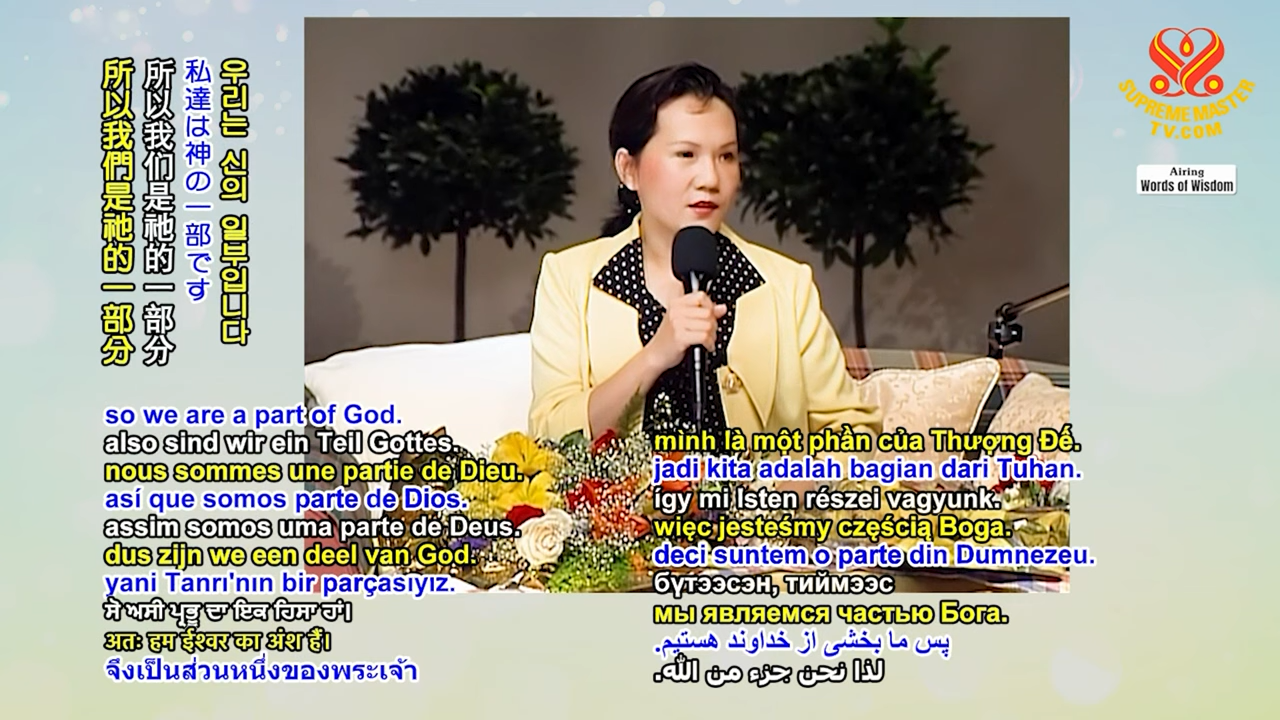 우리는 신의 일부입니다
私達は神の一部です
所以我们是祂的一部分
所以我們是祂的一部分
SUPREME MASTER
TV.COM
Airing
Words of Wisdom
so we are a part of God.
also sind wir ein Teil Gottes.
nous sommes une partie de Dieu.
así que somos parte de Dios.
assim somos uma parte de Deus.
dus zijn we een deel van God.
yani Tanrı'nın bir parçasıyız.
ਸੋ ਅਸੀ ਪ੍ਰਭੂ ਦਾ ਇਕ ਹਿਸਾ ਹਾਂ।
अतः हम ईश्वर का अंश हैं।
จึงเป็นส่วนหนึ่งของพระเจ้า
mình là một phần của Thượng Đế.
jadi kita adalah bagian dari Tuhan.
így mi Isten részei vagyunk.
więc jesteśmy częścią Boga.
deci suntem o parte din Dumnezeu.
бүтээсэн, тиймээс
мы являемся частью Бога.
پس ما بخشی از خداوند هستیم.
لذا نحن جزء من الله.